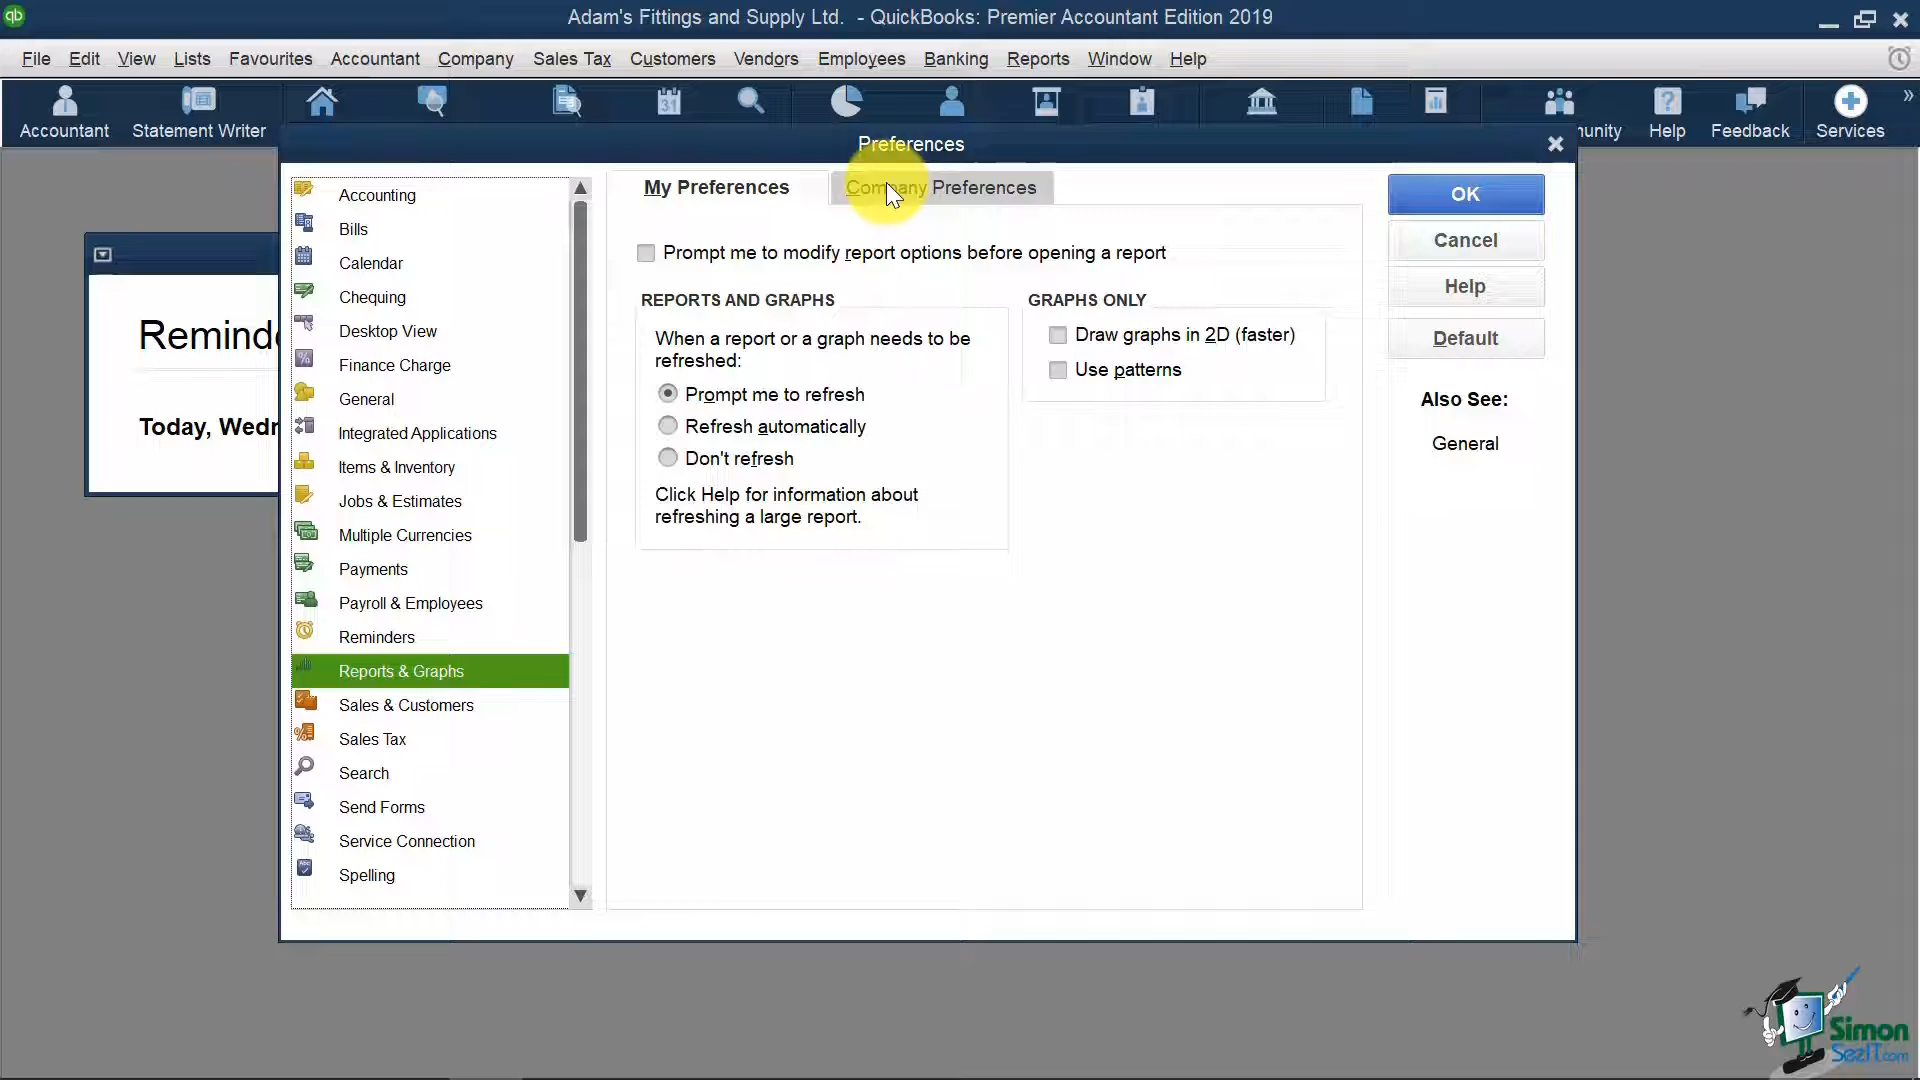 qb
Adam's Fittings and Supply Ltd. - QuickBooks: Premier Accountant Edition 2019
File Edit View Lists Favourites Accountant Company Sales Tax Customers Vendors Employees Banking Reports Window Help
31
Accountant Statement Writer unity Help Feedback Services
Preferences
My Preferences Company Preferences
Accounting
Bills
Calendar
Chequing
Desktop View
Finance Charge
General
Integrated Applications
Items & Inventory
Jobs & Estimates
Multiple Currencies
Payments
Payroll & Employees
Reminders
Reports & Graphs
Sales & Customers
Sales Tax
Search
Send Forms
Service Connection
Spelling
Prompt me to modify report options before opening a report
REPORTS AND GRAPHS
When a report or a graph needs to be
refreshed:
Prompt me to refresh
Refresh automatically
Don't refresh
Click Help for information about
refreshing a large report.
GRAPHS ONLY
Draw graphs in 2D (faster)
Use patterns
OK
Cancel
Help
Default
Also See:
General
Reminde
Today, Wedn
Simon
SezIT.com